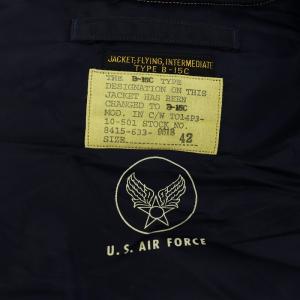 JACKET, FLYING, INTERMEDIATE
TYPE B-15C
THE B-15C TYPE
DESIGNATION ON THIS
JACKET HAS BEEN
CHANGED TO B-15C
MOD. IN C/W TO14P3-
10-501 STOCK NO.
8415-633- 9618
SIZE. 42
U.S. AIR FORCE